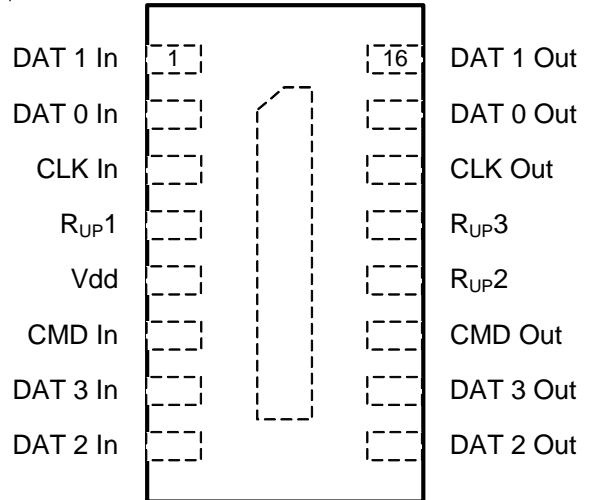 DAT 1 In 1 16 DAT 1 Out
DAT 0 In DAT 0 Out
CLK In CLK Out
RUP1 RUP3
Vdd RUP2
CMD In CMD Out
DAT 3 In DAT 3 Out
DAT 2 In DAT 2 Out